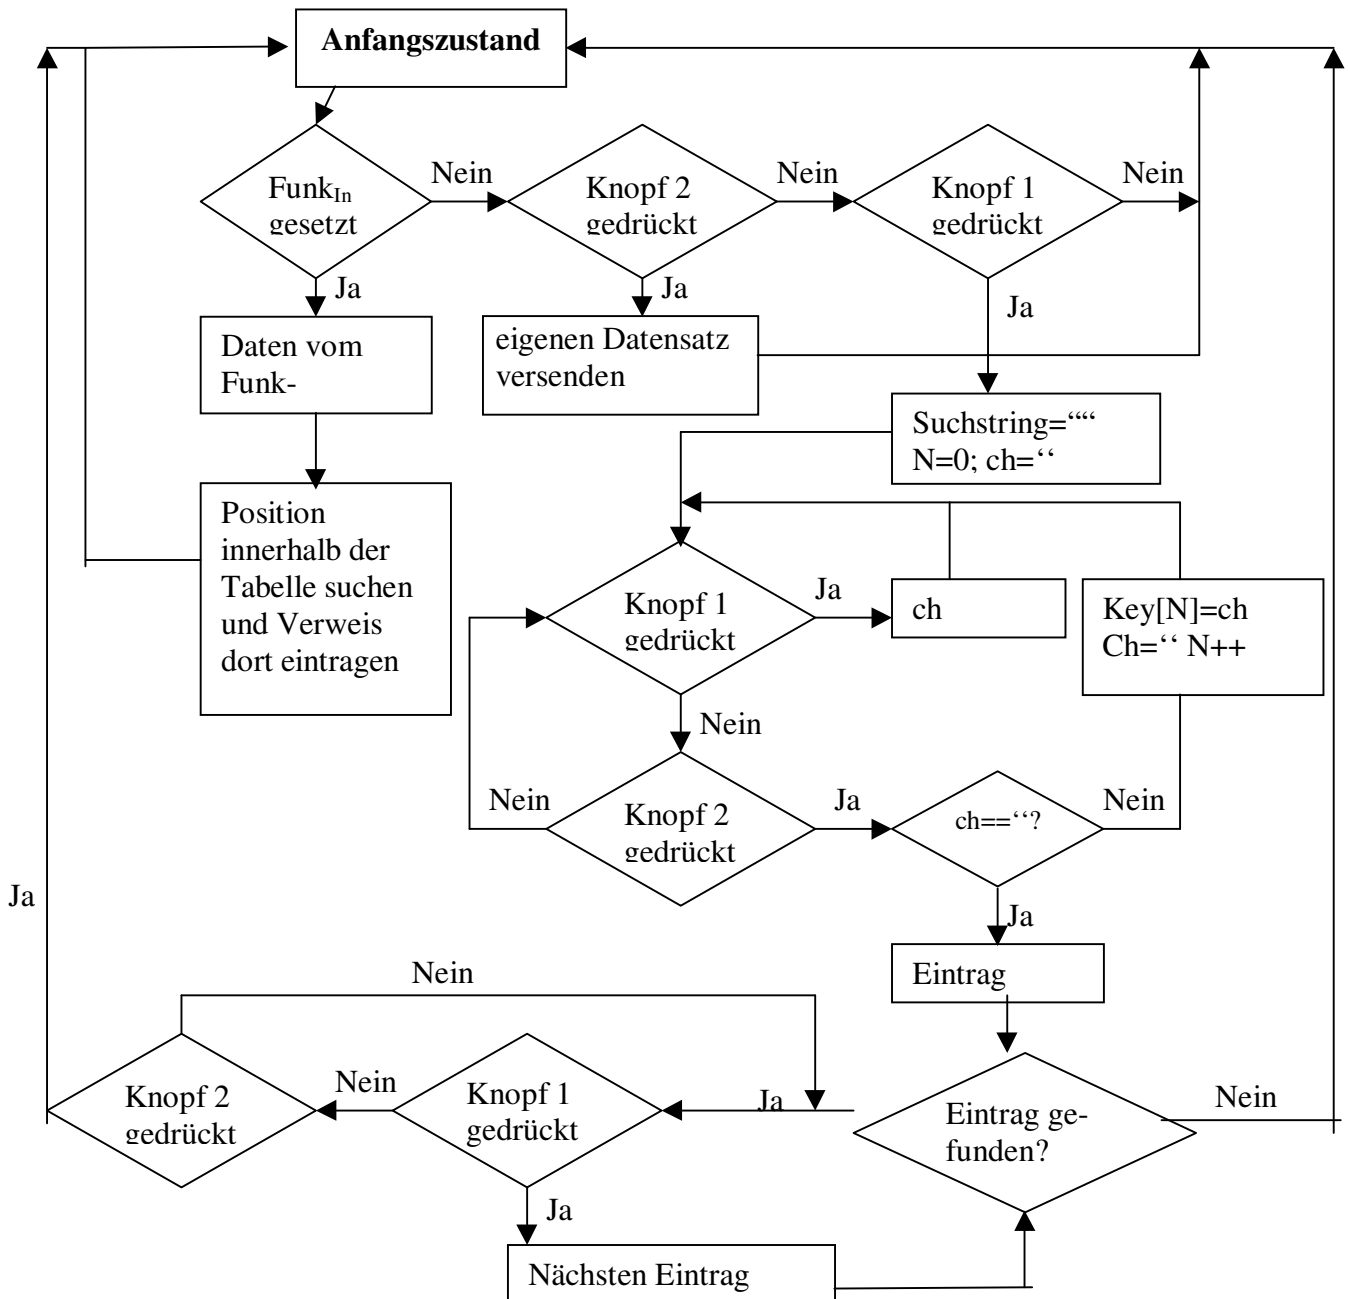 Anfangszustand
Funk_In
gesetzt
Nein
Knopf 2
gedrückt
Nein
Knopf 1
gedrückt
Nein
Ja
Ja
Ja
Daten vom
Funk-
eigenen Datensatz
versenden
Suchstring=““
N=0; ch=‘‘
Position
innerhalb der
Tabelle suchen
und Verweis
dort eintragen
Knopf 1
gedrückt
Ja
ch
Key[N]=ch
Ch=‘‘ N++
Nein
Nein
Knopf 2
gedrückt
Ja
ch==‘‘?
Nein
Ja
Ja
Eintrag
Nein
Knopf 2
gedrückt
Nein
Knopf 1
gedrückt
Ja
Eintrag ge-
funden?
Nein
Ja
Nächsten Eintrag